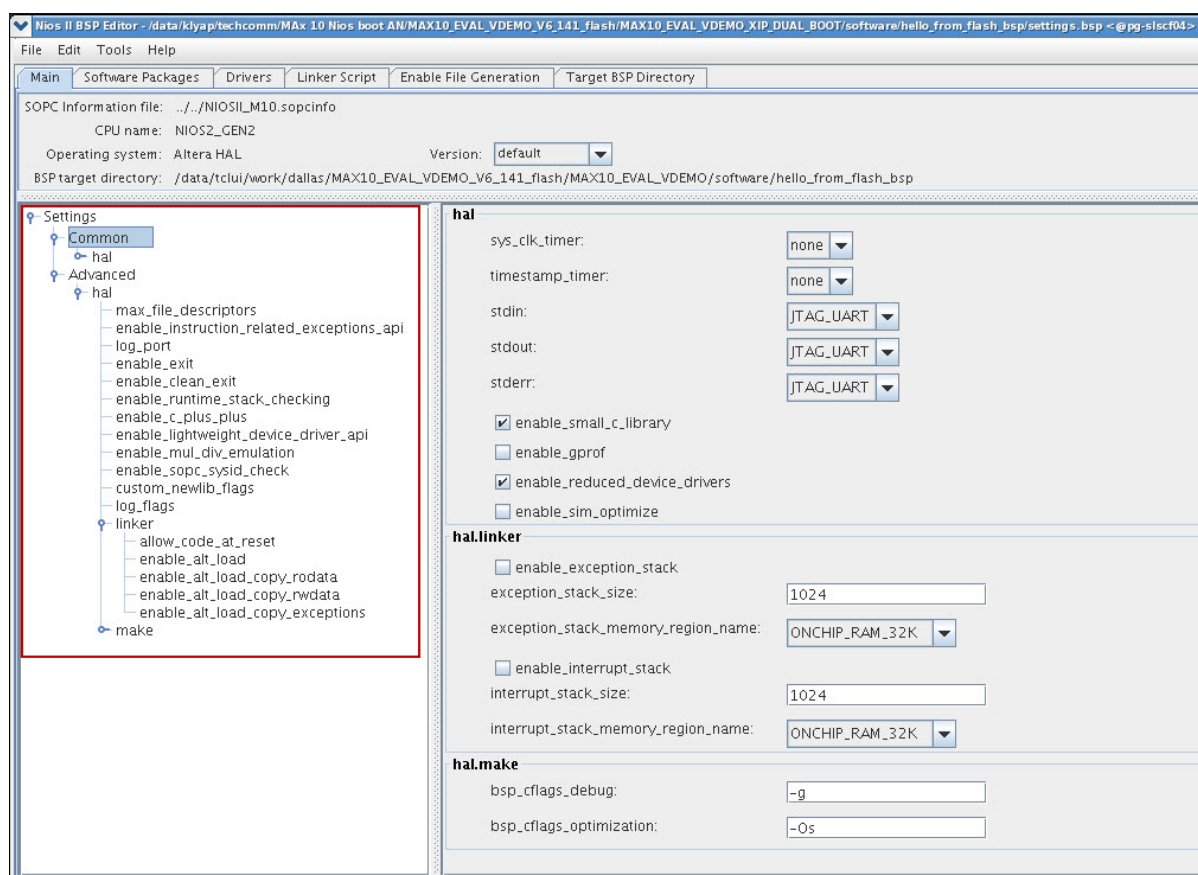 Nios II BSP Editor - /data/klyap/techcomm/MAx 10 Nios boot AN/MAX10_EVAL_VDEMO_V6_141_flash/MAX10_EVAL_VDEMO_XIP_DUAL_BOOT/software/hello_from_flash_bsp/settings.bsp <@pg-slscf04>
File Edit Tools Help
Main Software Packages Drivers Linker Script Enable File Generation Target BSP Directory
SOPC Information file: ../../NIOSII_M10.sopcinfo
CPU name: NIOS2_GEN2
Operating system: Altera HAL Version: default
BSP target directory: /data/tclui/work/dallas/MAX10_EVAL_VDEMO_V6_141_flash/MAX10_EVAL_VDEMO/software/hello_from_flash_bsp
Settings
Common
hal
Advanced
hal
max_file_descriptors
enable_instruction_related_exceptions_api
log_port
enable_exit
enable_clean_exit
enable_runtime_stack_checking
enable_c_plus_plus
enable_lightweight_device_driver_api
enable_mul_div_emulation
enable_sopc_sysid_check
custom_newlib_flags
log_flags
linker
allow_code_at_reset
enable_alt_load
enable_alt_load_copy_rodata
enable_alt_load_copy_rwdata
enable_alt_load_copy_exceptions
make
hal
sys_clk_timer: none
timestamp_timer: none
stdin: JTAG_UART
stdout: JTAG_UART
stderr: JTAG_UART
enable_small_c_library
enable_gprof
enable_reduced_device_drivers
enable_sim_optimize
hal.linker
enable_exception_stack
exception_stack_size: 1024
exception_stack_memory_region_name: ONCHIP_RAM_32K
enable_interrupt_stack
interrupt_stack_size: 1024
interrupt_stack_memory_region_name: ONCHIP_RAM_32K
hal.make
bsp_cflags_debug: -g
bsp_cflags_optimization: -Os